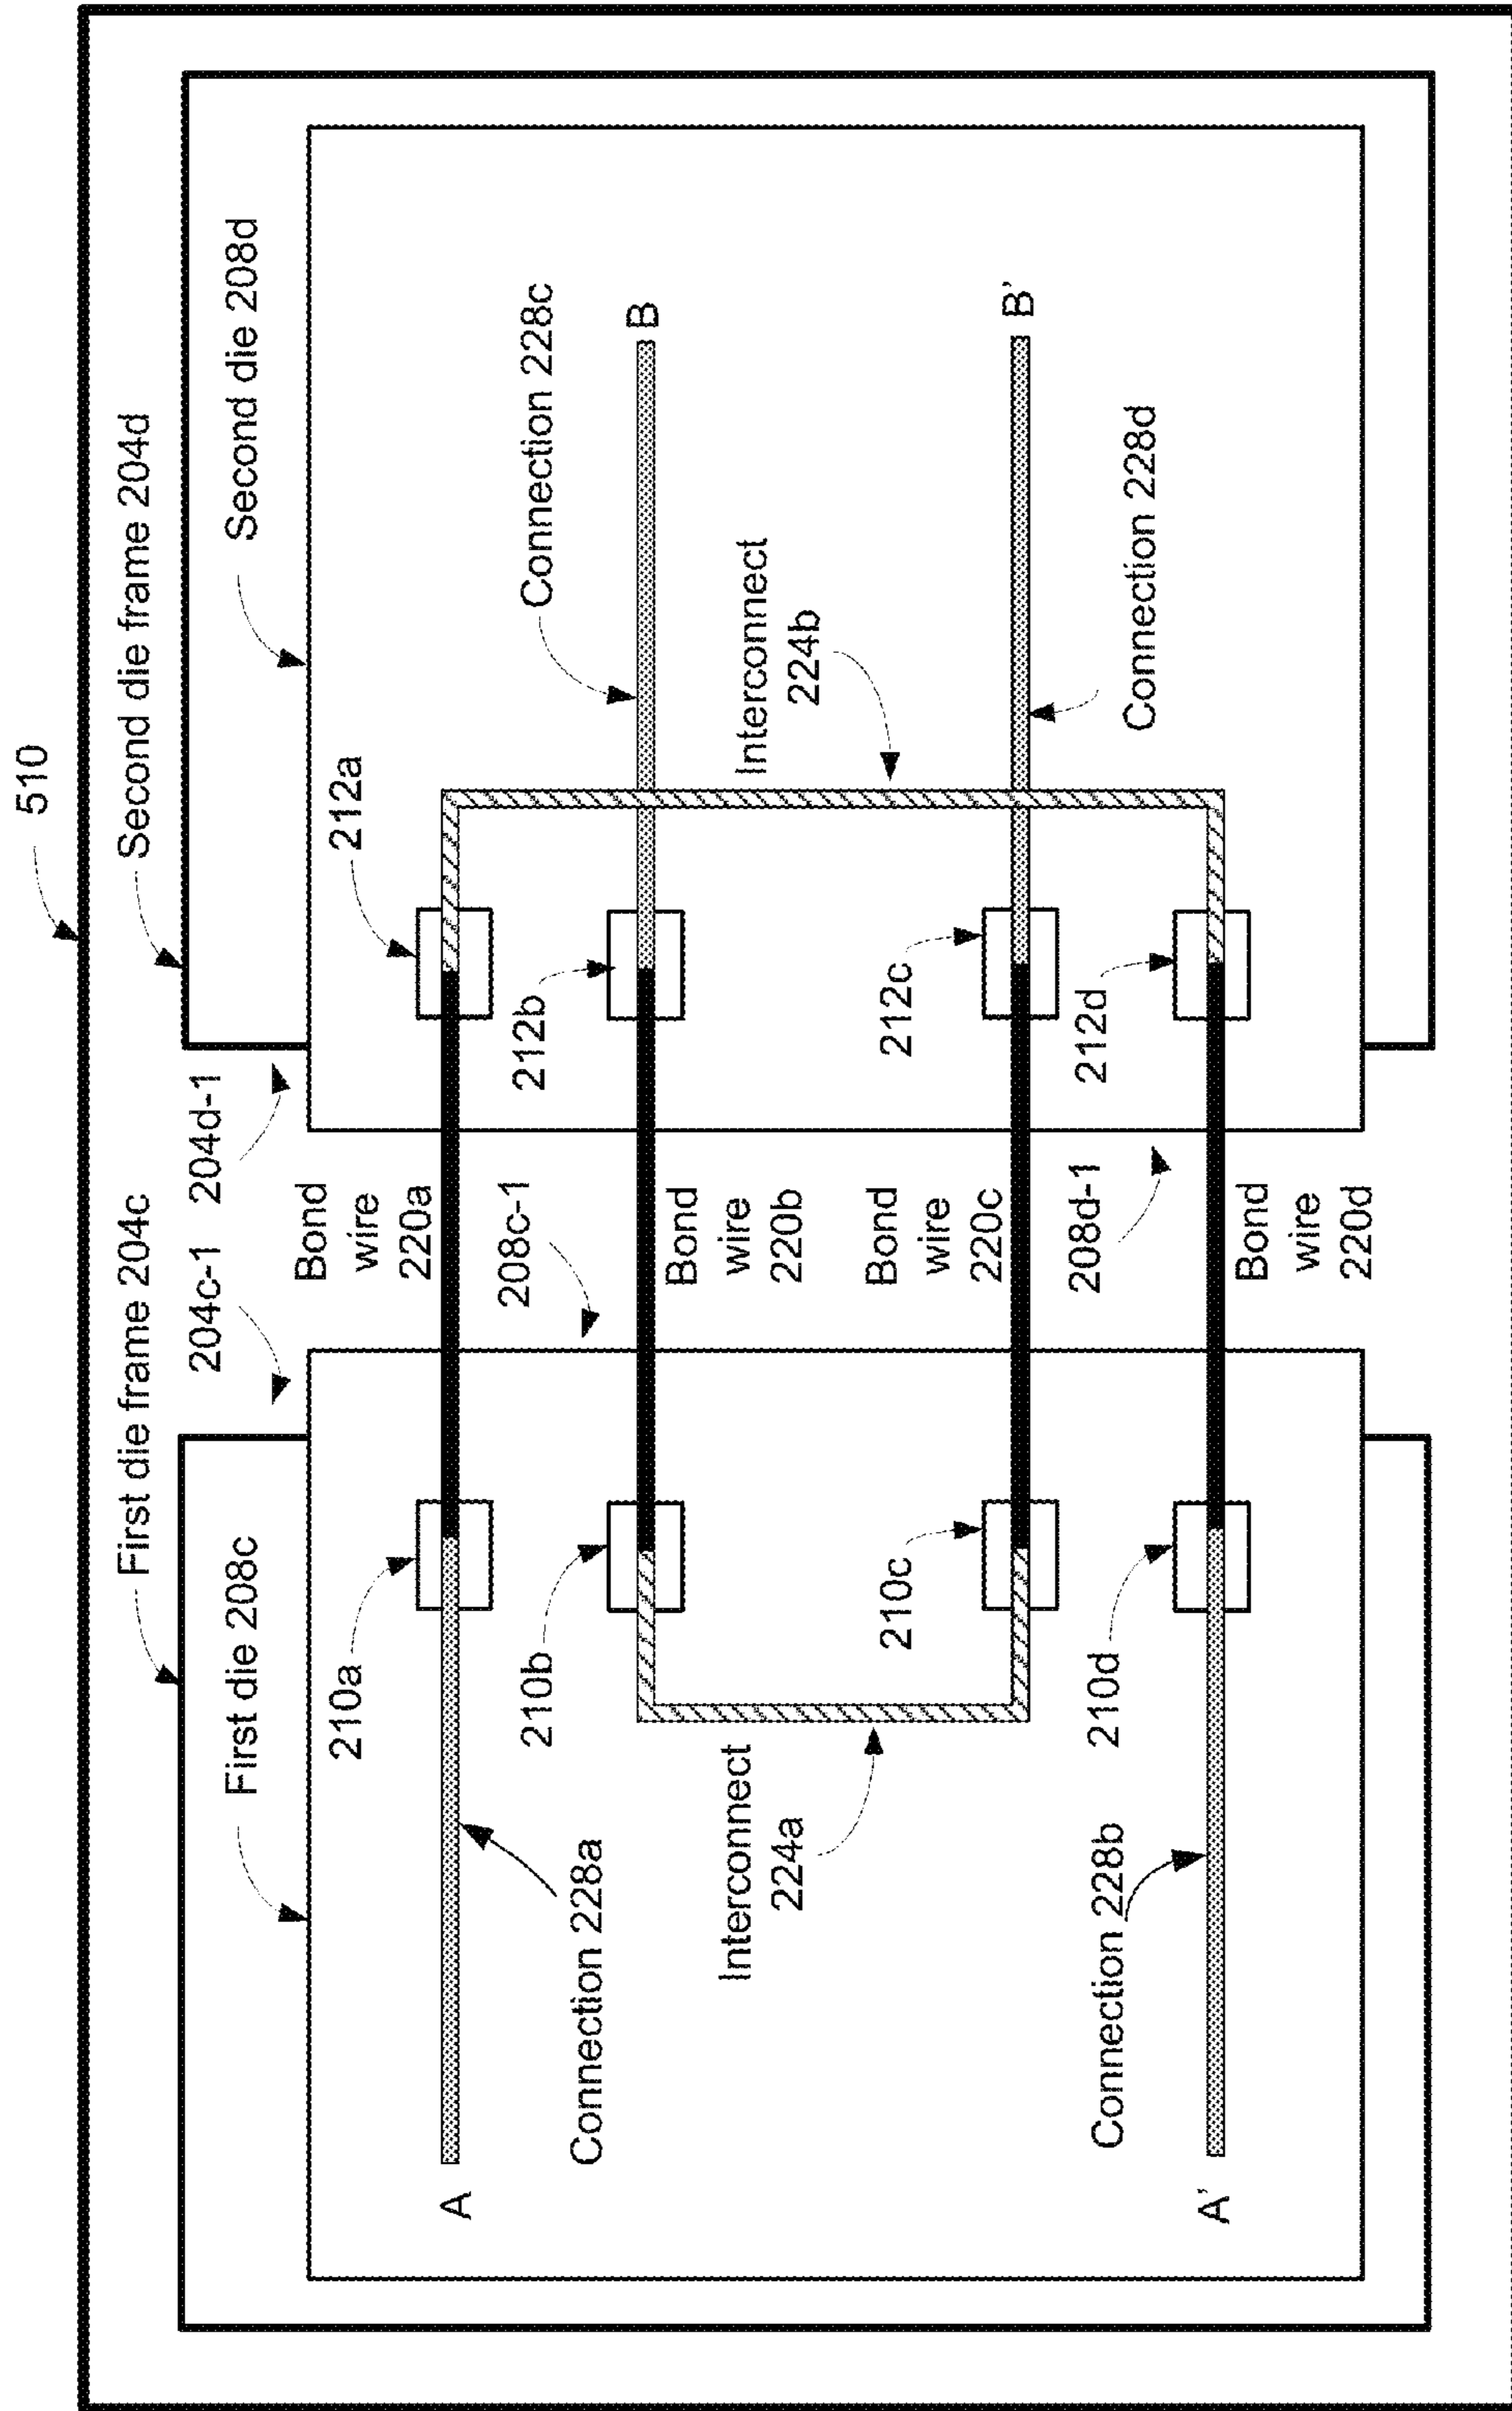 510
Second die frame 204d
Second die 208d
First die frame 204c
First die 208c
204c-1
204d-1
212a
Bond
wire
220a
210a
A
Connection 228a
Connection 228c
B
212b
208c-1
210b
Bond
wire
220b
Interconnect
224b
Interconnect
224a
Bond
wire
220c
212c
210c
B'
Connection 228d
212d
208d-1
210d
Connection 228b
A'
Bond
wire
220d